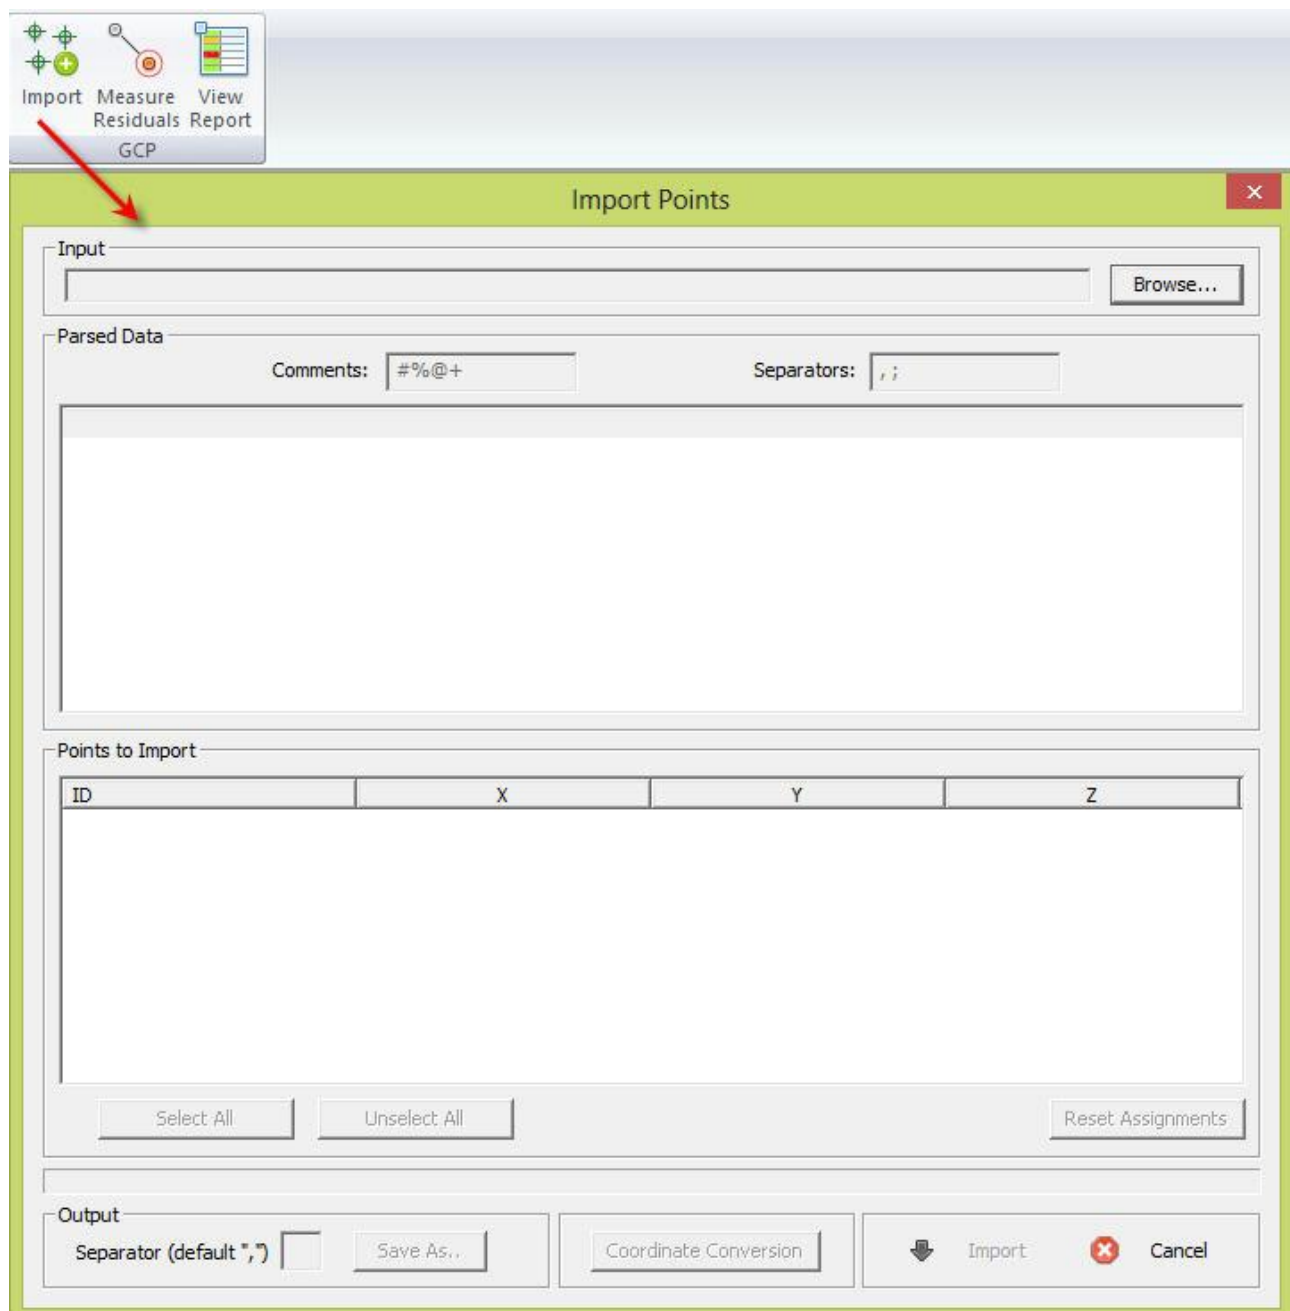 Import Measure View
Residuals Report
GCP
Import Points
Input
Browse...
Parsed Data
Comments: #%@+ Separators: ,;
Points to Import
ID X Y Z
Select All Unselect All Reset Assignments
Output
Separator (default ",") Save As.. Coordinate Conversion Import Cancel